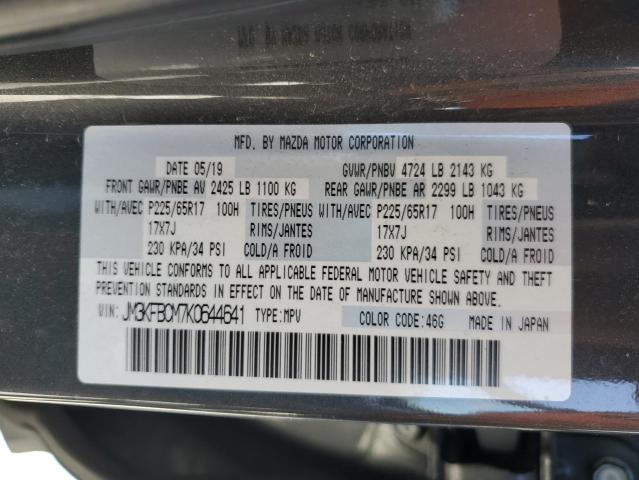 MFD. BY MAZDA MOTOR CORPORATION
DATE 05/19 GVWR/PNBV 4724 LB 2143 KG
FRONT GAWR/PNBE AV 2425 LB 1100 KG REAR GAWR/PNBE AR 2299 LB 1043 KG
WITH/AVEC P225/65R17 100H TIRES/PNEUS WITH/AVEC P225/65R17 100H TIRES/PNEUS
17X7J RIMS/JANTES 17X7J RIMS/JANTES
230 KPA/34 PSI COLD/A FROID 230 KPA/34 PSI COLD/A FROID
THIS VEHICLE CONFORMS TO ALL APPLICABLE FEDERAL MOTOR VEHICLE SAFETY AND THEFT
PREVENTION STANDARDS IN EFFECT ON THE DATE OF MANUFACTURE SHOWN ABOVE.
VIN: JM3KFBCM7K0644641 TYPE:MPV COLOR CODE:46G MADE IN JAPAN